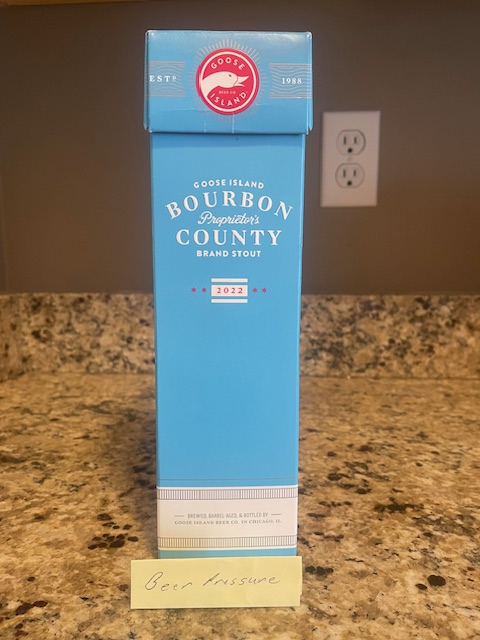 GOOSE
ESTD
1988
BEER CO.
ISLAND
GOOSE ISLAND
BOURBON
Proprietor's
COUNTY
BRAND STOUT
2022
BREWED, BARREL-AGED, & BOTTLED BY
GOOSE ISLAND BEER CO. IN CHICAGO, IL
Beer Pressure